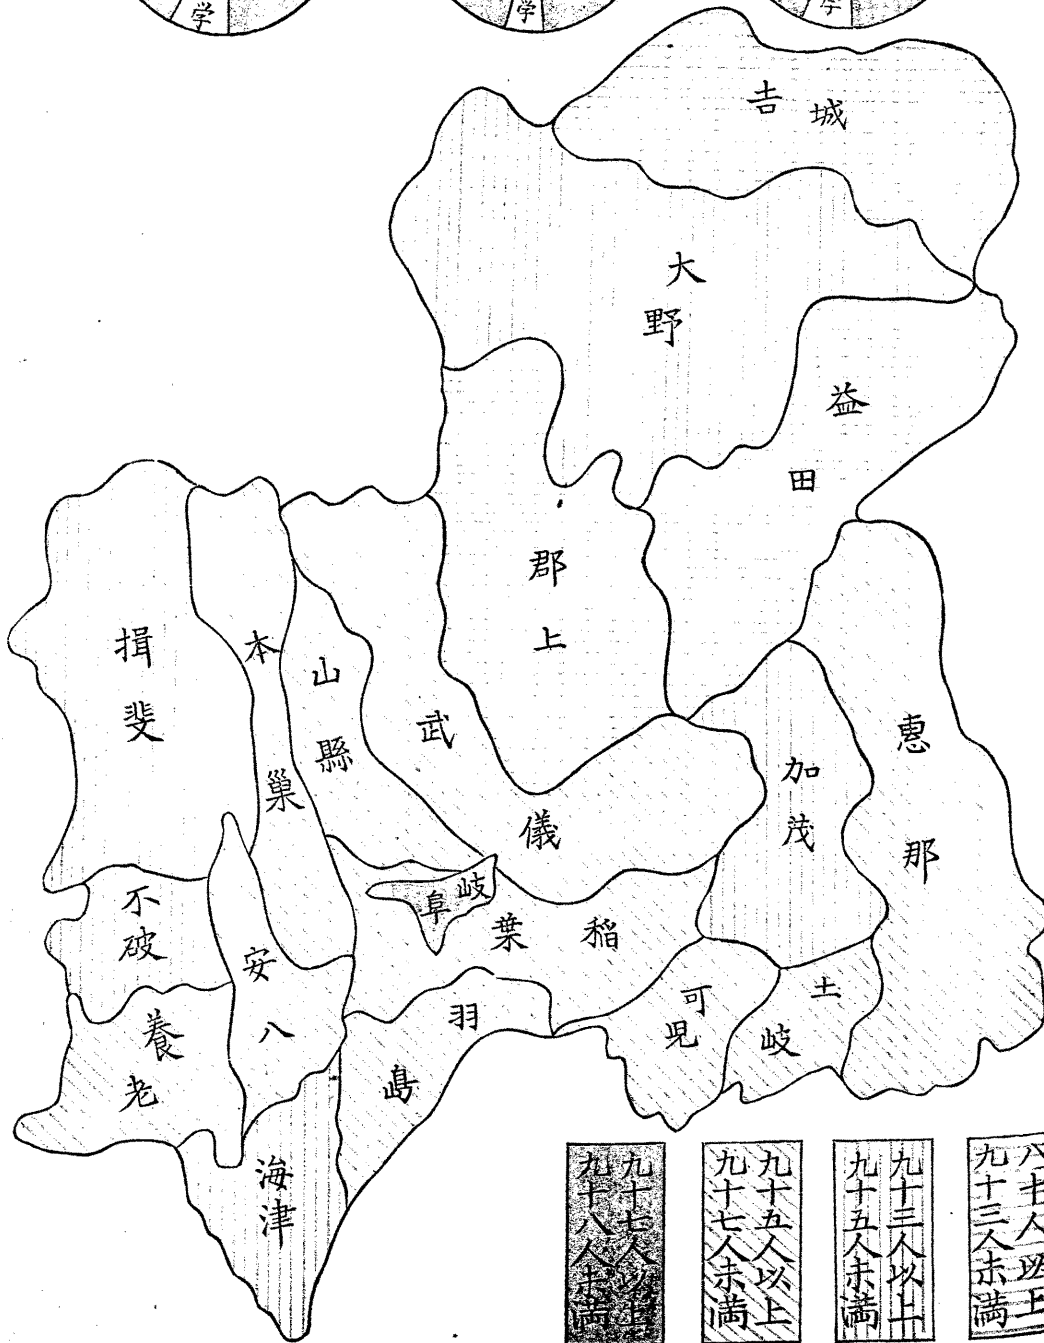 学
学
学
吉城
大野
益田
郡上
揖斐
本巣
山縣
武儀
加茂
恵那
不破
岐阜
稲葉
安八
養老
羽島
可児
土岐
海津
九十七人以上
九十八人未満
九十五人以上
九十七人未満
九十三人以上
九十五人未満
九十三人未満